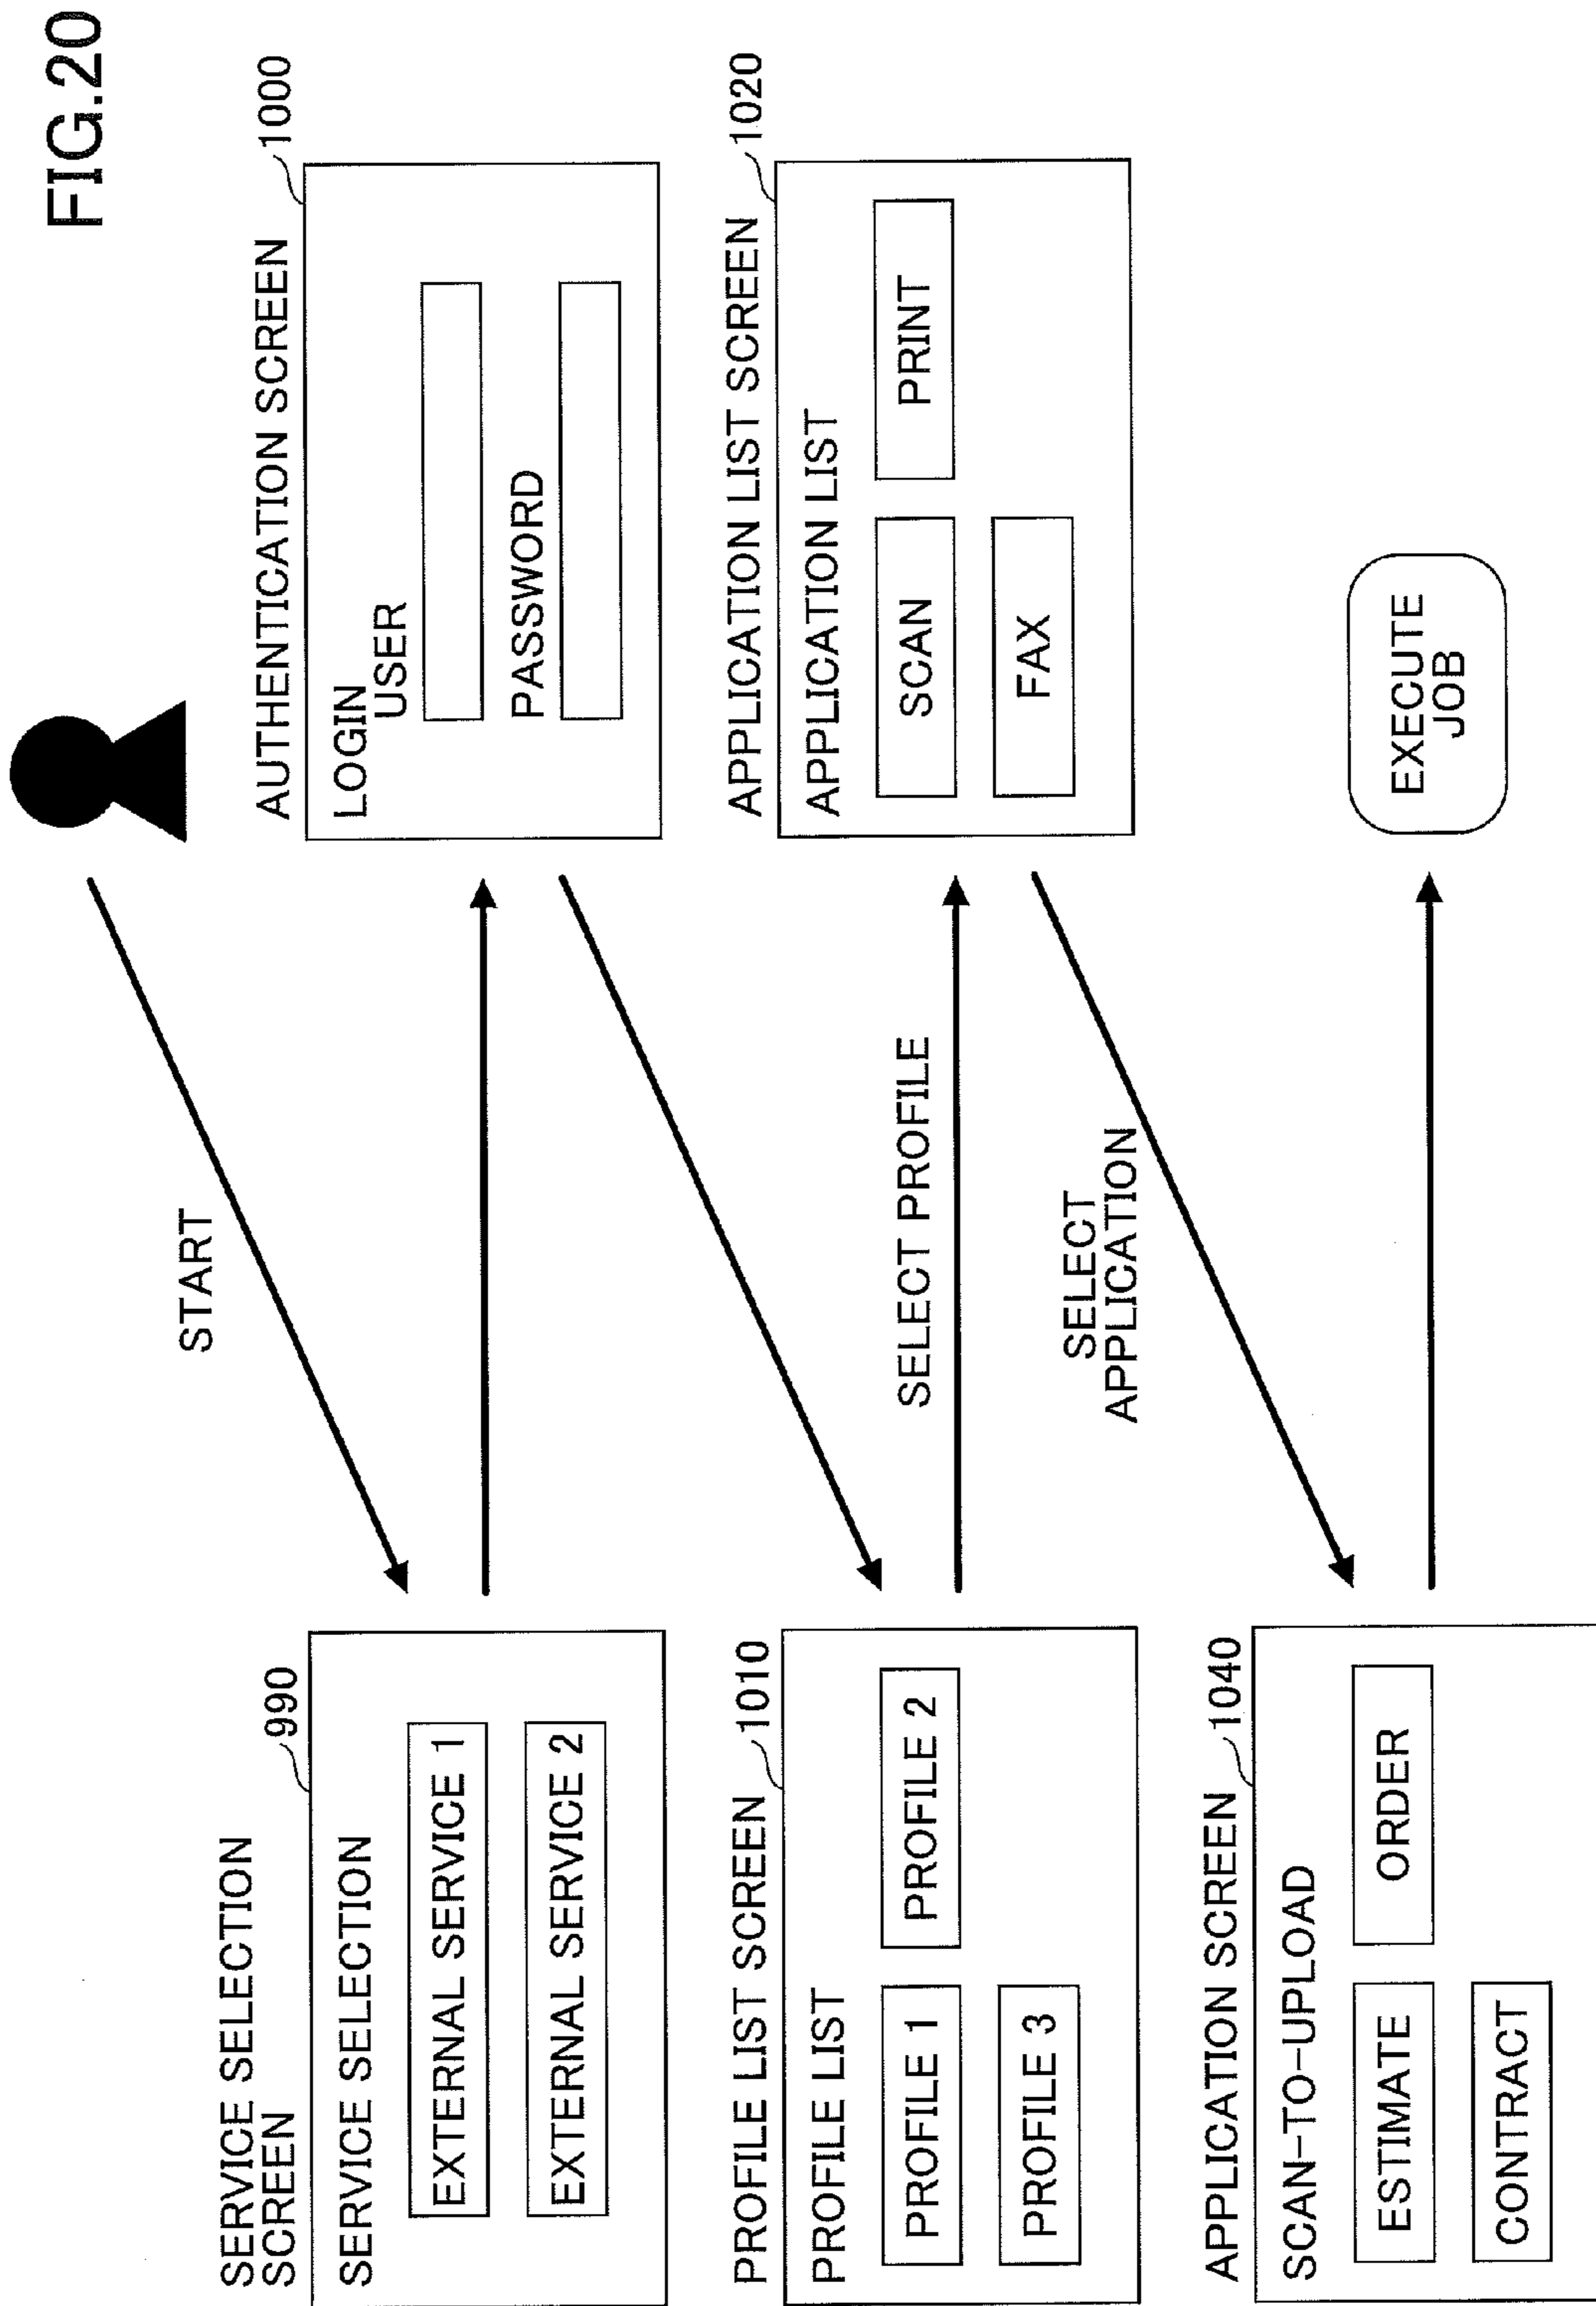 FIG.20
START
SERVICE SELECTION
SCREEN
990
SERVICE SELECTION
EXTERNAL SERVICE 1
EXTERNAL SERVICE 2
AUTHENTICATION SCREEN
1000
LOGIN
USER
PASSWORD
PROFILE LIST SCREEN
1010
PROFILE LIST
PROFILE 1
PROFILE 2
PROFILE 3
SELECT PROFILE
APPLICATION LIST SCREEN
1020
APPLICATION LIST
SCAN
PRINT
FAX
SELECT
APPLICATION
APPLICATION SCREEN
1040
SCAN-TO-UPLOAD
ESTIMATE
ORDER
CONTRACT
EXECUTE
JOB